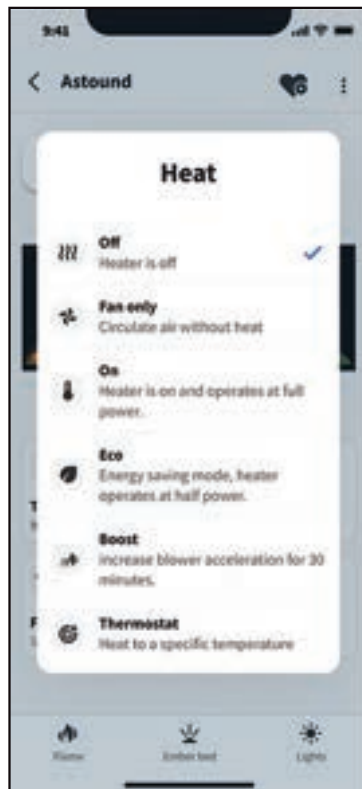 9:41
Astound
Heat
Off
Heater is off
Fan only
Circulate air without heat
On
Heater is on and operates at full
power.
Eco
Energy saving mode, heater
operates at half power.
Boost
increase blower acceleration for 30
minutes.
Thermostat
Heat to a specific temperature
T
F
Flame
Ember bed
Lights